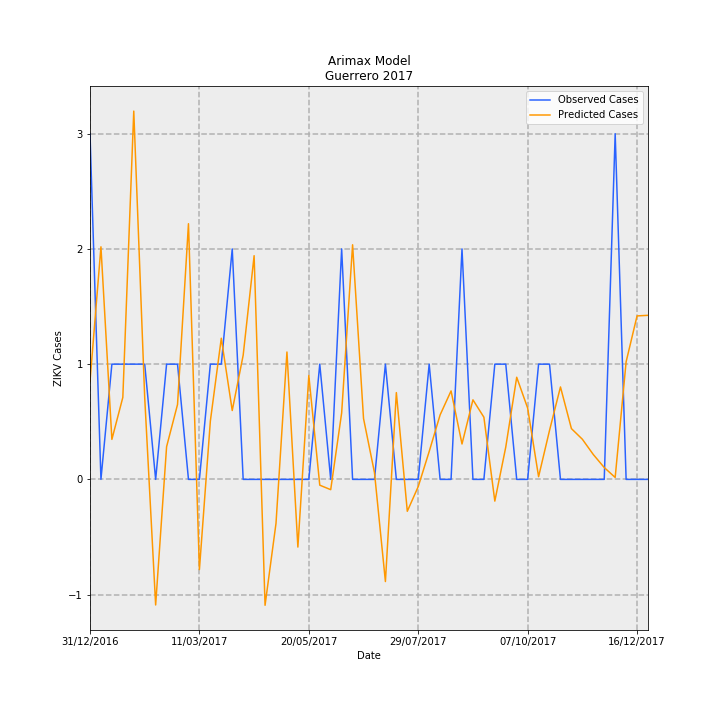 Arimax Model
Guerrero 2017
Observed Cases
Predicted Cases
ZIKV Cases
3
2
1
0
−1
31/12/2016
11/03/2017
20/05/2017
29/07/2017
07/10/2017
16/12/2017
Date